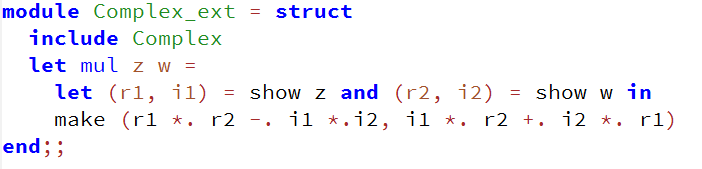 module Complex_ext = struct
  include Complex
  let mul z w =
    let (r1, i1) = show z and (r2, i2) = show w in
    make (r1 *. r2 -. i1 *.i2, i1 *. r2 +. i2 *. r1)
end;;